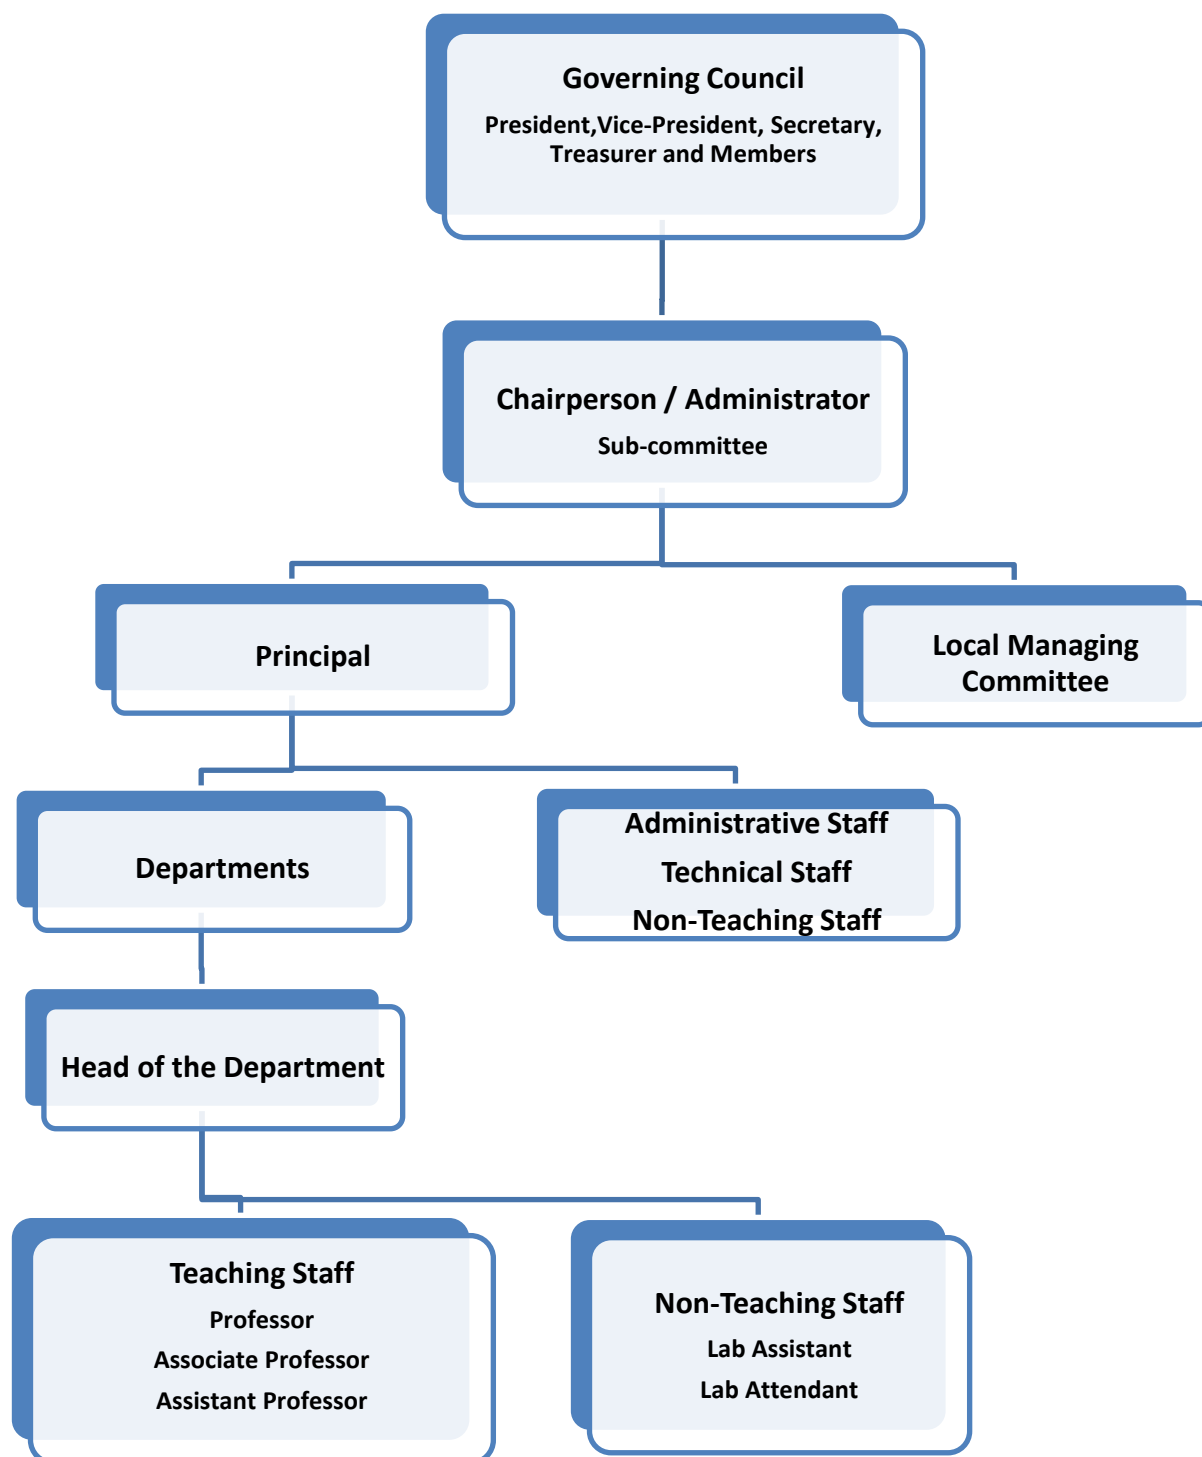 Governing Council
President,Vice-President, Secretary,
Treasurer and Members
Chairperson / Administrator
Sub-committee
Principal
Local Managing
Committee
Departments
Administrative Staff
Technical Staff
Non-Teaching Staff
Head of the Department
Teaching Staff
Professor
Associate Professor
Assistant Professor
Non-Teaching Staff
Lab Assistant
Lab Attendant